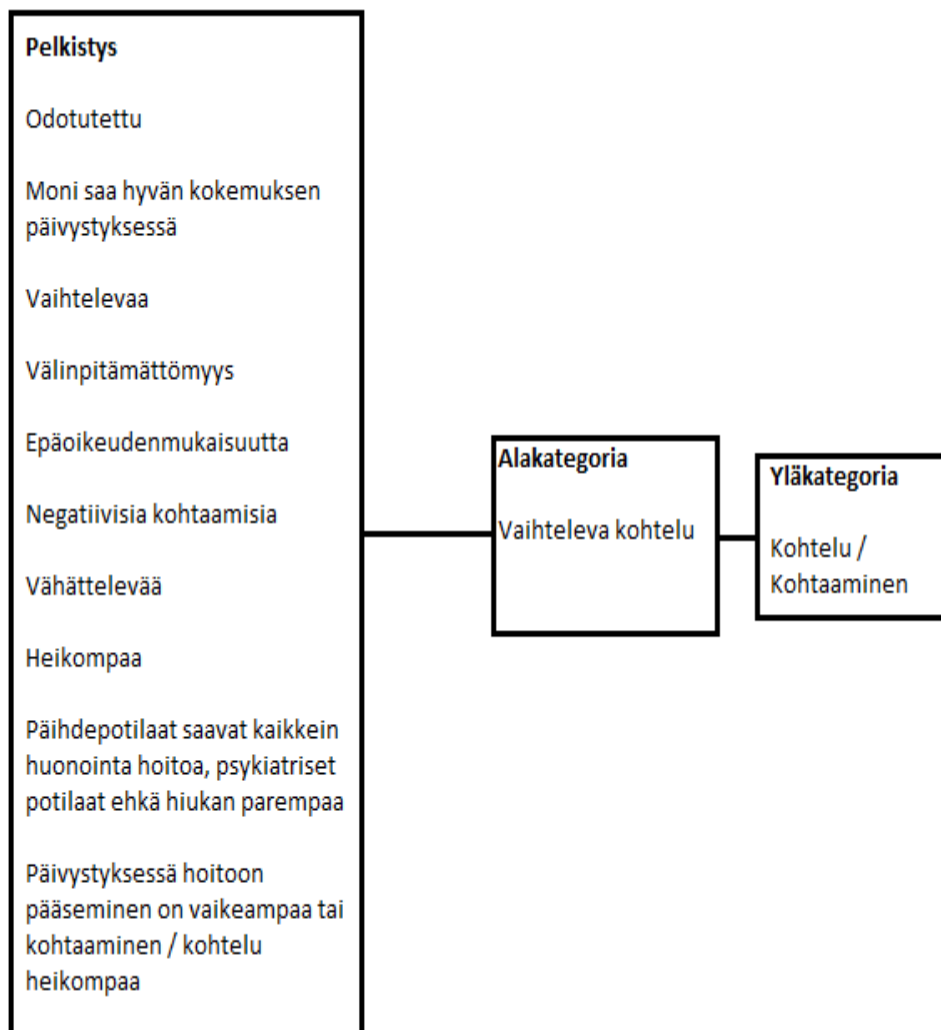 Pelkistys
Odotutettu
Moni saa hyvän kokemuksen
päivystyksessä
Vaihtelevaa
Välinpitämättömyys
Epäoikeudenmukaisuutta
Negatiivisia kohtaamisia
Vähättelevää
Heikompaa
Päihdepotilaat saavat kaikkein
huonointa hoitoa, psykiatriset
potilaat ehkä hiukan parempaa
Päivystyksessä hoitoon
pääseminen on vaikeampaa tai
kohtaaminen / kohtelu
heikompaa
Alakategoria
Vaihteleva kohtelu
Yläkategoria
Kohtelu /
Kohtaaminen